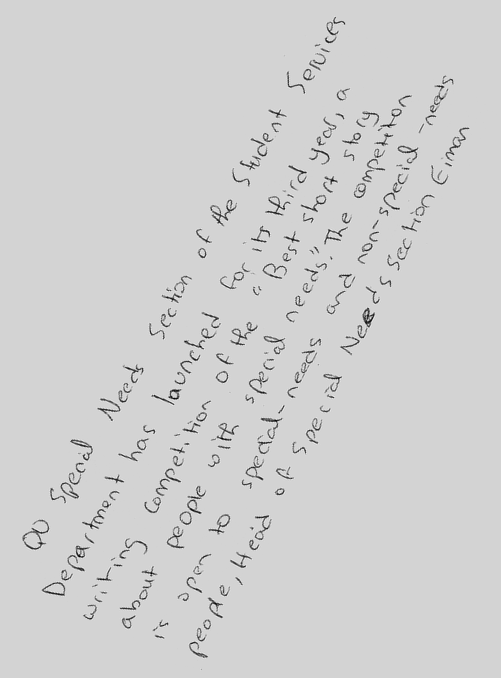 QU Special Needs Section of the Student Services
Department has launched for its third year, a
writing competition of the "Best short story
about people with special needs". The competition
is open to special-needs and non-special-needs
people, Head of Special Needs Section Eiman